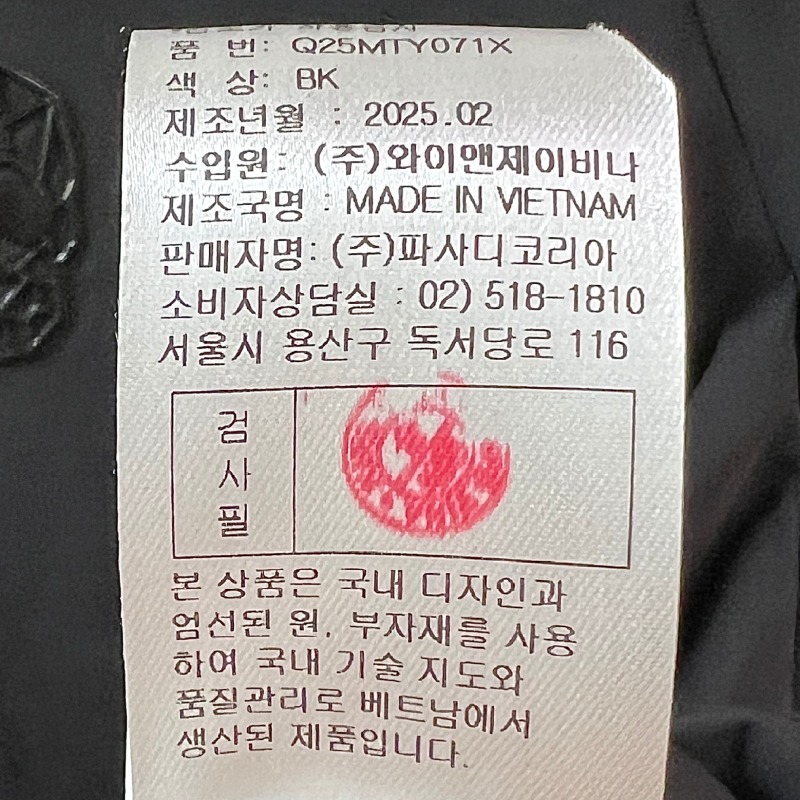 품 번: Q25MTY071X
색 상: BK
제조년월 : 2025.02
수입원: (주)와이앤제이비나
제조국명 : MADE IN VIETNAM
판매자명: (주)파사디코리아
소비자상담실 : 02) 518-1810
서울시 용산구 독서당로 116
검
사
필
본 상품은 국내 디자인과
엄선된 원, 부자재를 사용
하여 국내 기술 지도와
품질관리로 베트남에서
생산된 제품입니다.